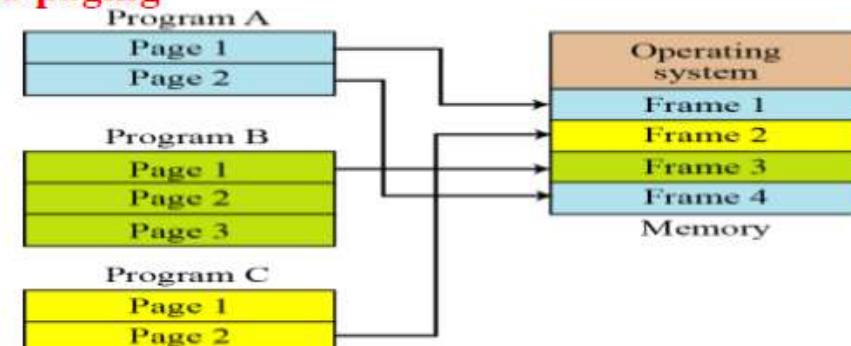 paging
Program A
Page 1
Page 2
Program B
Page 1
Page 2
Page 3
Program C
Page 1
Page 2
Operating
system
Frame 1
Frame 2
Frame 3
Frame 4
Memory